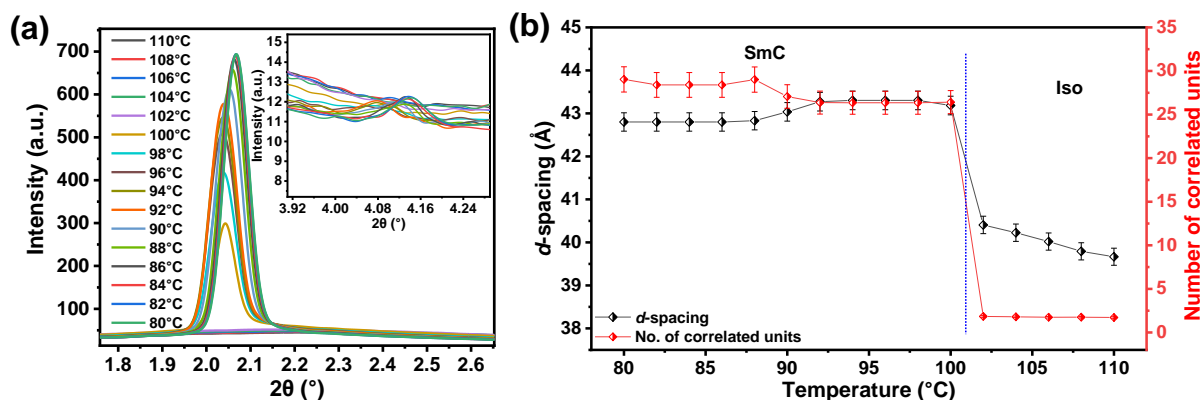 (a)
Intensity (a.u.)
700
600
500
400
300
200
100
110°C
108°C
106°C
104°C
102°C
100°C
98°C
96°C
94°C
92°C
90°C
88°C
86°C
84°C
82°C
80°C
1.8 1.9 2.0 2.1 2.2 2.3 2.4 2.5 2.6
2θ (°)
Intensity (a.u.)
15
14
13
12
11
10
9
8
3.92 4.00 4.08 4.16 4.24
2θ (°)
(b)
d-spacing (Å)
45
44
43
42
41
40
39
38
SmC
Iso
d-spacing
No. of correlated units
80 85 90 95 100 105 110
Temperature (°C)
35
30
25
20
15
10
5
0
Number of correlated units